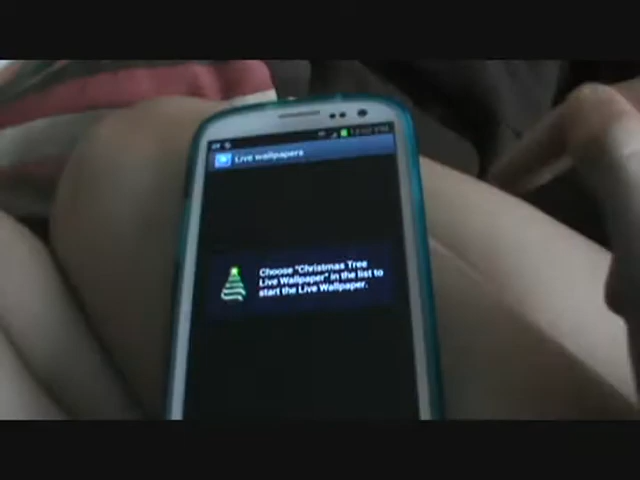 Live wallpapers
Choose "Christmas Tree
Live Wallpaper" in the list to
start the Live Wallpaper.